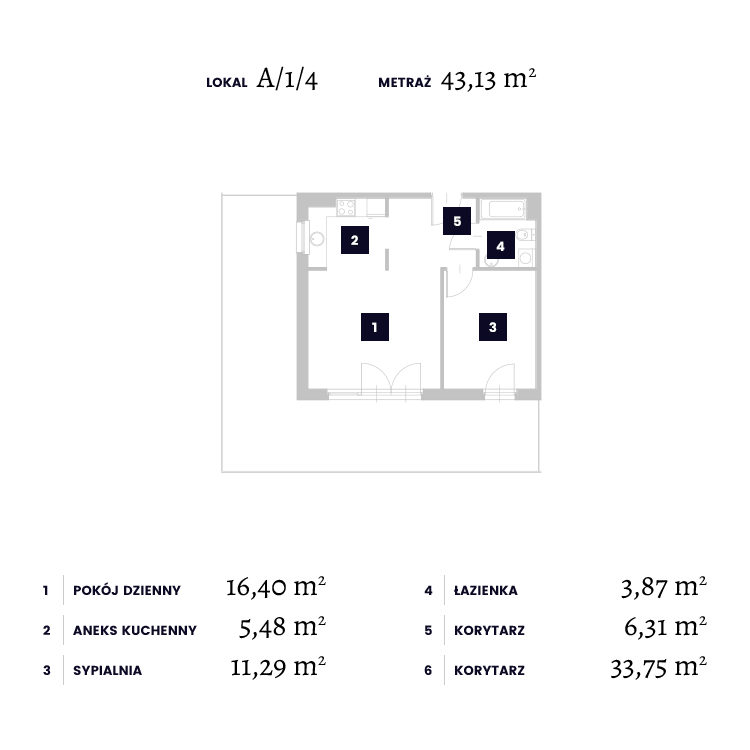 LOKAL A/1/4 METRAŻ 43,13 m²
5
2
4
1
3
1 POKÓJ DZIENNY 16,40 m²
2 ANEKS KUCHENNY 5,48 m²
3 SYPIALNIA 11,29 m²
4 ŁAZIENKA 3,87 m²
5 KORYTARZ 6,31 m²
6 KORYTARZ 33,75 m²